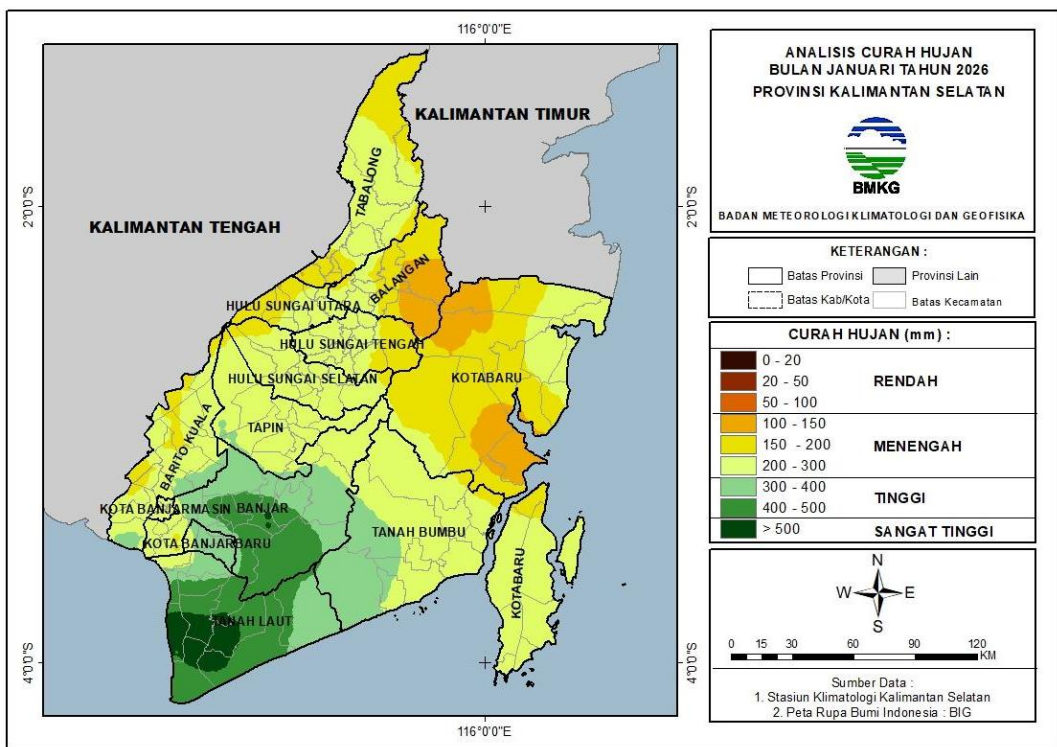 116°0'0"E
KALIMANTAN TIMUR
KALIMANTAN TENGAH
2°0'0"S
2°0'0"S
TABALONG
BALANGAN
HULU SUNGAI UTARA
HULU SUNGAI TENGAH
HULU SUNGAI SELATAN
KOTABARU
TAPIN
BARITO KUALA
KOTA BANJARMASIN
BANJAR
KOTA BANJARBARU
TANAH BUMBU
KOTABARU
TANAH LAUT
4°0'0"S
4°0'0"S
116°0'0"E
ANALISIS CURAH HUJAN
BULAN JANUARI TAHUN 2026
PROVINSI KALIMANTAN SELATAN
BMKG
BADAN METEOROLOGI KLIMATOLOGI DAN GEOFISIKA
KETERANGAN :
Batas Provinsi
Provinsi Lain
Batas Kab/Kota
Batas Kecamatan
CURAH HUJAN (mm) :
0 - 20
20 - 50
RENDAH
50 - 100
100 - 150
150 - 200
MENENGAH
200 - 300
300 - 400
TINGGI
400 - 500
> 500
SANGAT TINGGI
N
W E
S
0 15 30 60 90 120
KM
Sumber Data :
1. Stasiun Klimatologi Kalimantan Selatan
2. Peta Rupa Bumi Indonesia : BIG